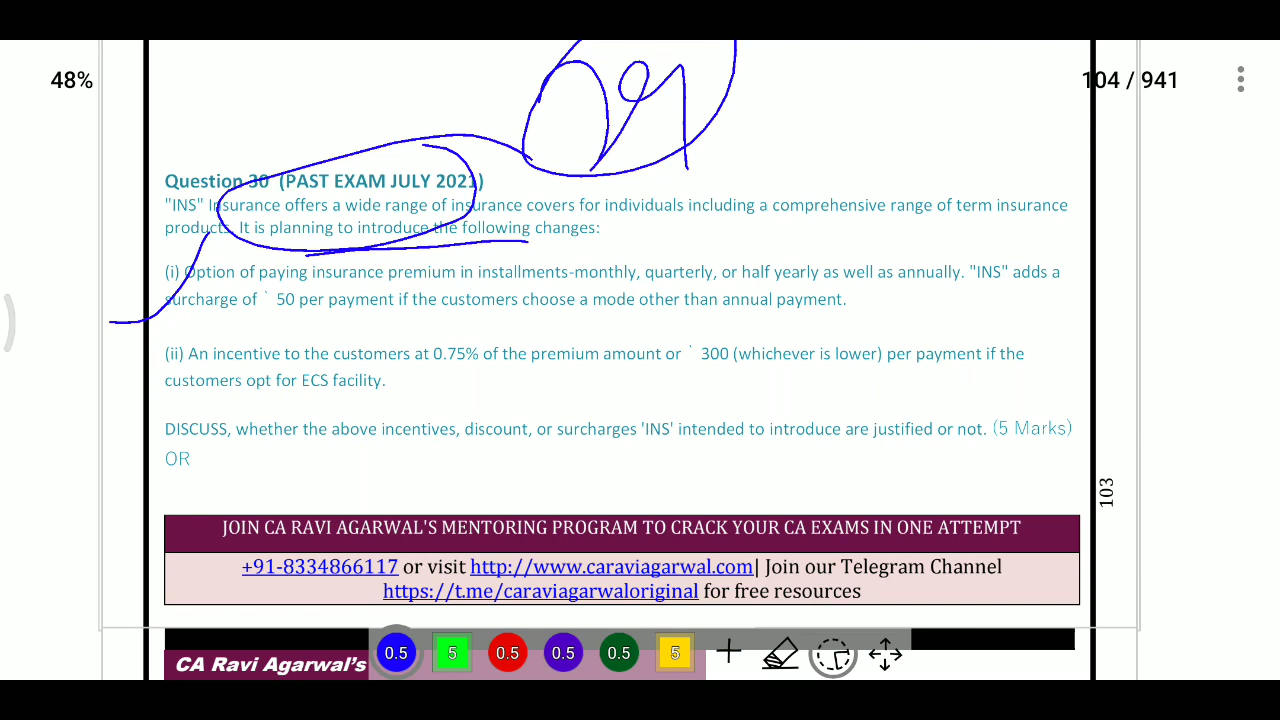 48%
104 / 941
Question 30 (PAST EXAM JULY 2021)
"INS" Insurance offers a wide range of insurance covers for individuals including a comprehensive range of term insurance
products. It is planning to introduce the following changes:
(i) Option of paying insurance premium in installments-monthly, quarterly, or half yearly as well as annually. "INS" adds a
surcharge of ` 50 per payment if the customers choose a mode other than annual payment.
(ii) An incentive to the customers at 0.75% of the premium amount or ` 300 (whichever is lower) per payment if the
customers opt for ECS facility.
DISCUSS, whether the above incentives, discount, or surcharges 'INS' intended to introduce are justified or not. (5 Marks)
OR
103
JOIN CA RAVI AGARWAL'S MENTORING PROGRAM TO CRACK YOUR CA EXAMS IN ONE ATTEMPT
+91-8334866117 or visit http://www.caraviagarwal.com| Join our Telegram Channel
https://t.me/caraviagarwaloriginal for free resources
CA Ravi Agarwal's
0.5 5 0.5 0.5 0.5 5